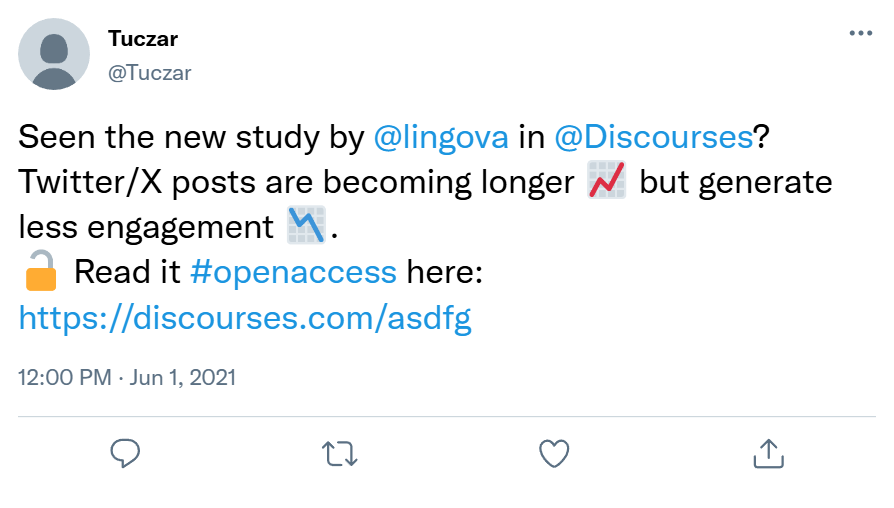 Tuczar
@Tuczar
Seen the new study by @lingova in @Discourses?
Twitter/X posts are becoming longer 📈 but generate
less engagement 📉.
🔓 Read it #openaccess here:
https://discourses.com/asdfg
12:00 PM · Jun 1, 2021